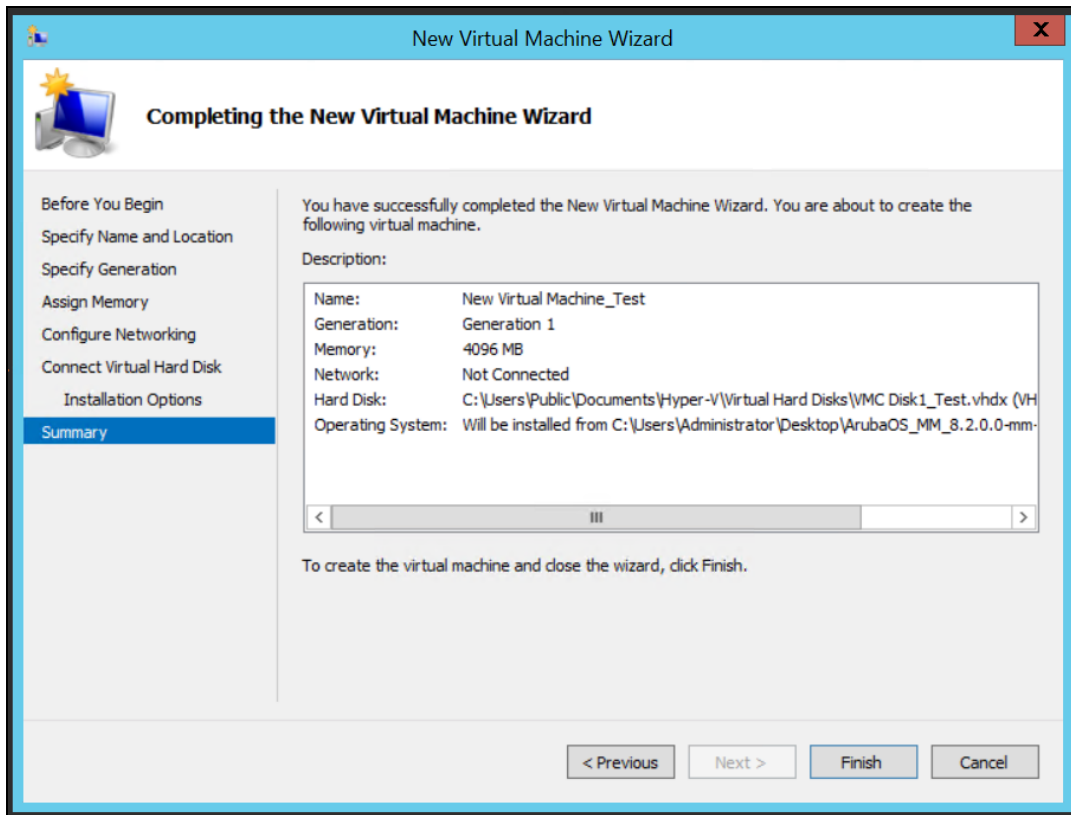 New Virtual Machine Wizard
X
Completing the New Virtual Machine Wizard
Before You Begin
Specify Name and Location
Specify Generation
Assign Memory
Configure Networking
Connect Virtual Hard Disk
Installation Options
Summary
You have successfully completed the New Virtual Machine Wizard. You are about to create the
following virtual machine.
Description:
Name: New Virtual Machine_Test
Generation: Generation 1
Memory: 4096 MB
Network: Not Connected
Hard Disk: C:\Users\Public\Documents\Hyper-V\Virtual Hard Disks\VMC Disk1_Test.vhdx (VH
Operating System: Will be installed from C:\Users\Administrator\Desktop\ArubaOS_MM_8.2.0.0-mm-
To create the virtual machine and close the wizard, click Finish.
< Previous Next > Finish Cancel